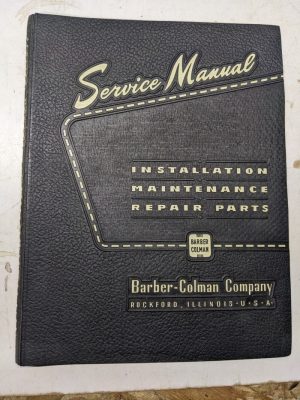 Service Manual
INSTALLATION
MAINTENANCE
REPAIR PARTS
BARBER
COLMAN
Barber-Colman Company
ROCKFORD, ILLINOIS · U · S · A ·